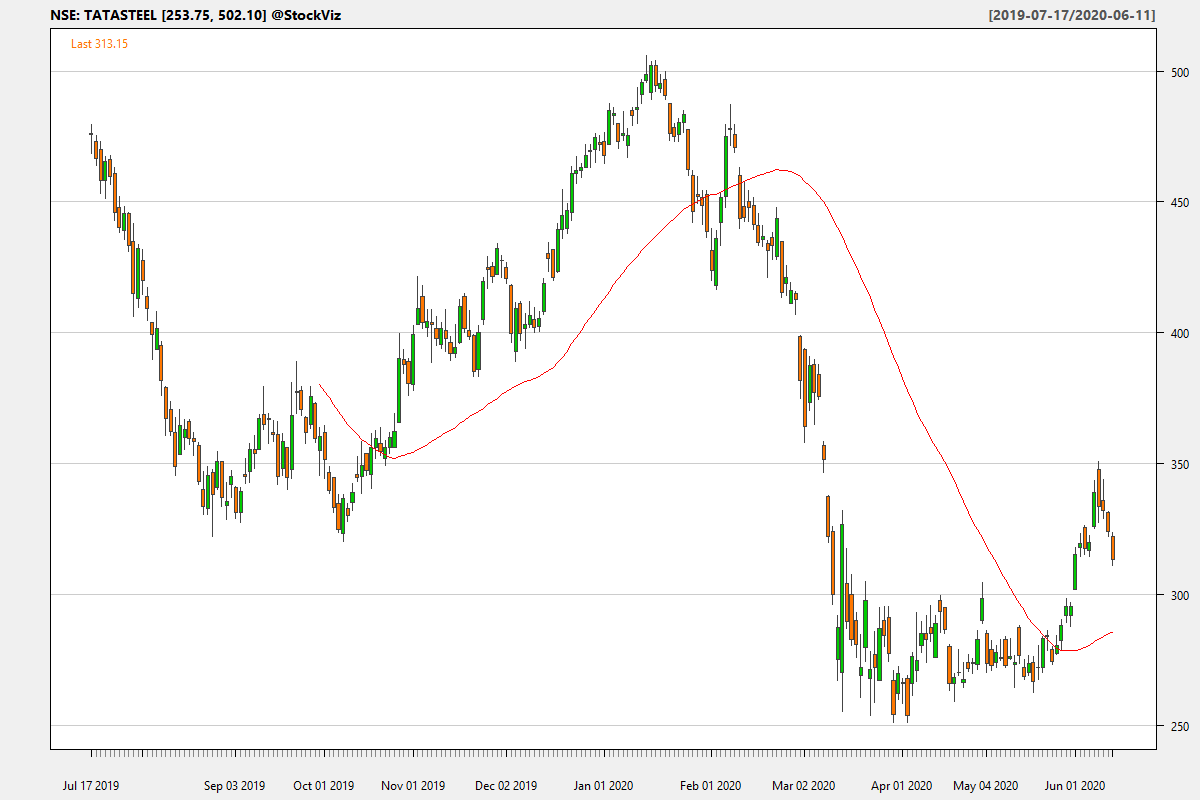 NSE: TATASTEEL [253.75, 502.10] @StockViz
[2019-07-17/2020-06-11]
Last 313.15
500
450
400
350
300
250
Jul 17 2019
Sep 03 2019
Oct 01 2019
Nov 01 2019
Dec 02 2019
Jan 01 2020
Feb 01 2020
Mar 02 2020
Apr 01 2020
May 04 2020
Jun 01 2020